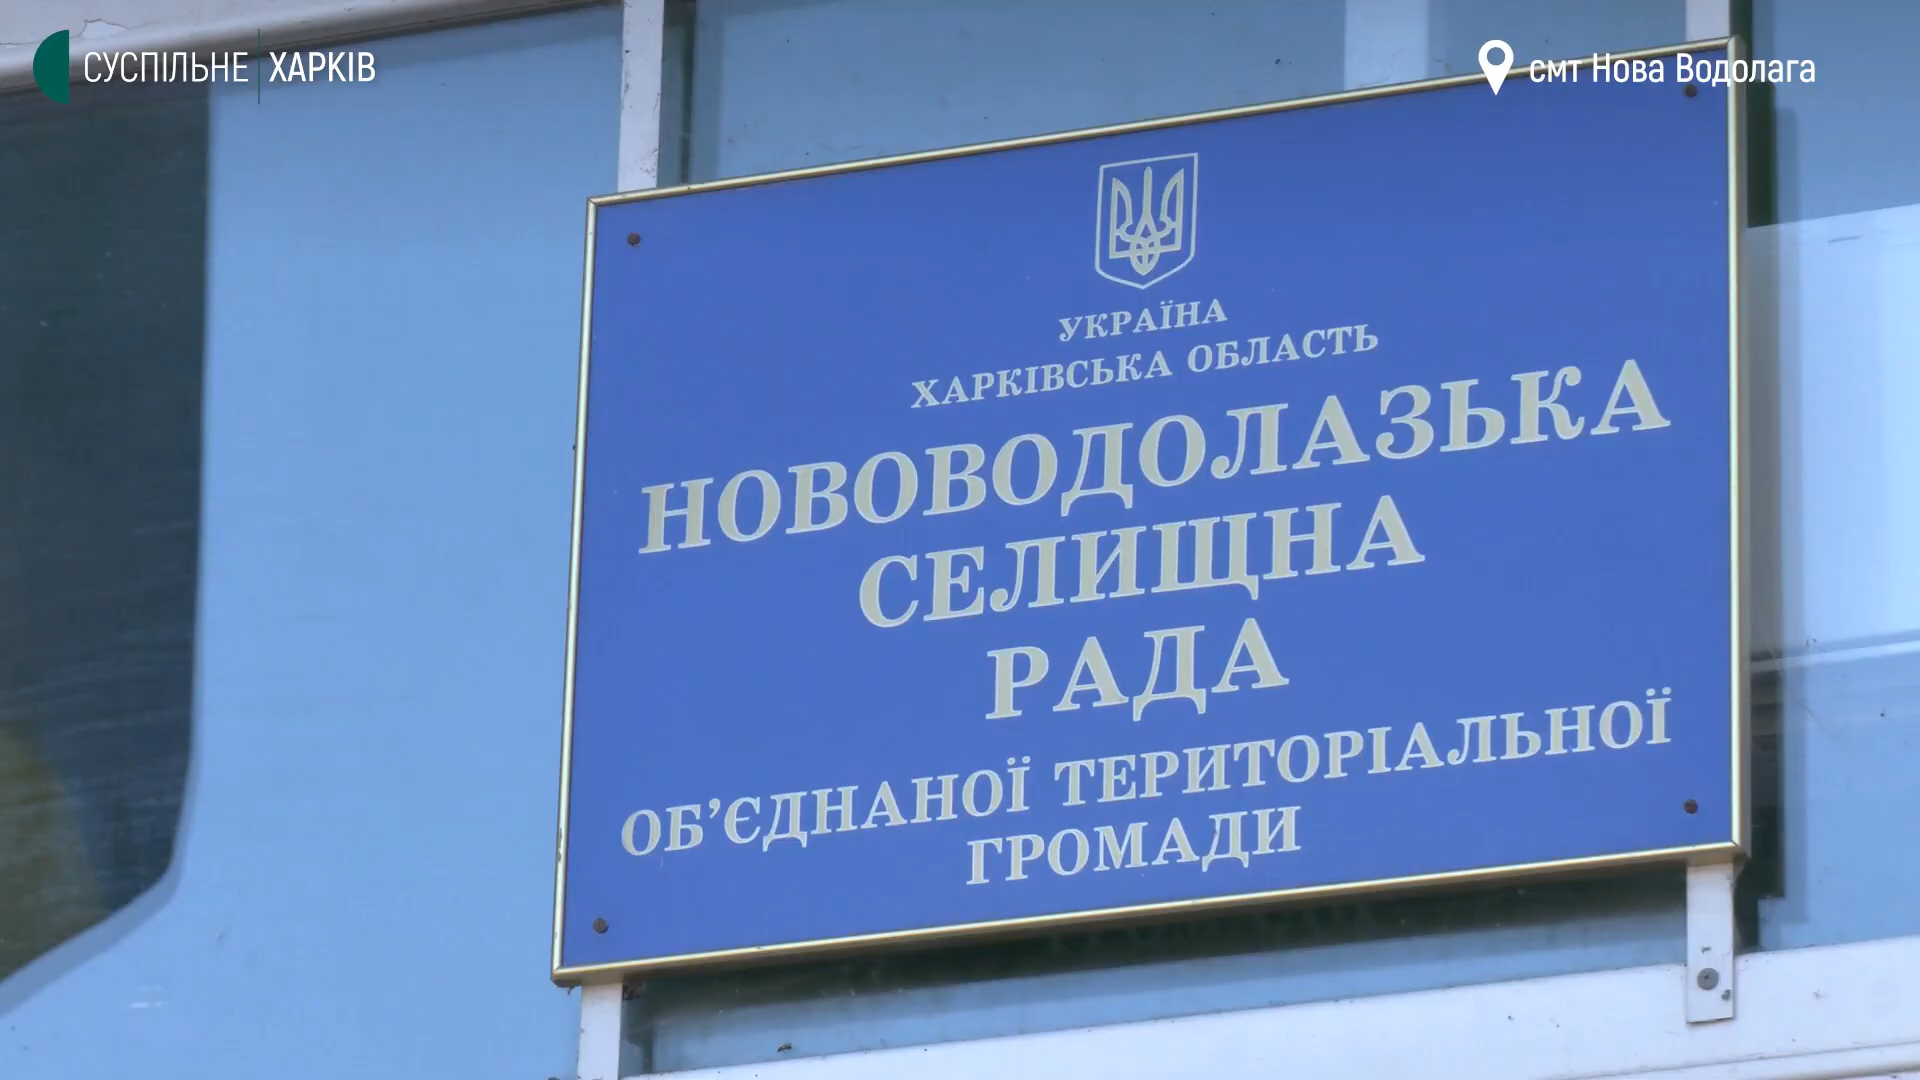 СУСПІЛЬНЕ ХАРКІВ
смт Нова Водолага
УКРАЇНА
ХАРКІВСЬКА ОБЛАСТЬ
НОВОВОДОЛАЗЬКА
СЕЛИЩНА
РАДА
ОБ’ЄДНАНОЇ ТЕРИТОРІАЛЬНОЇ
ГРОМАДИ